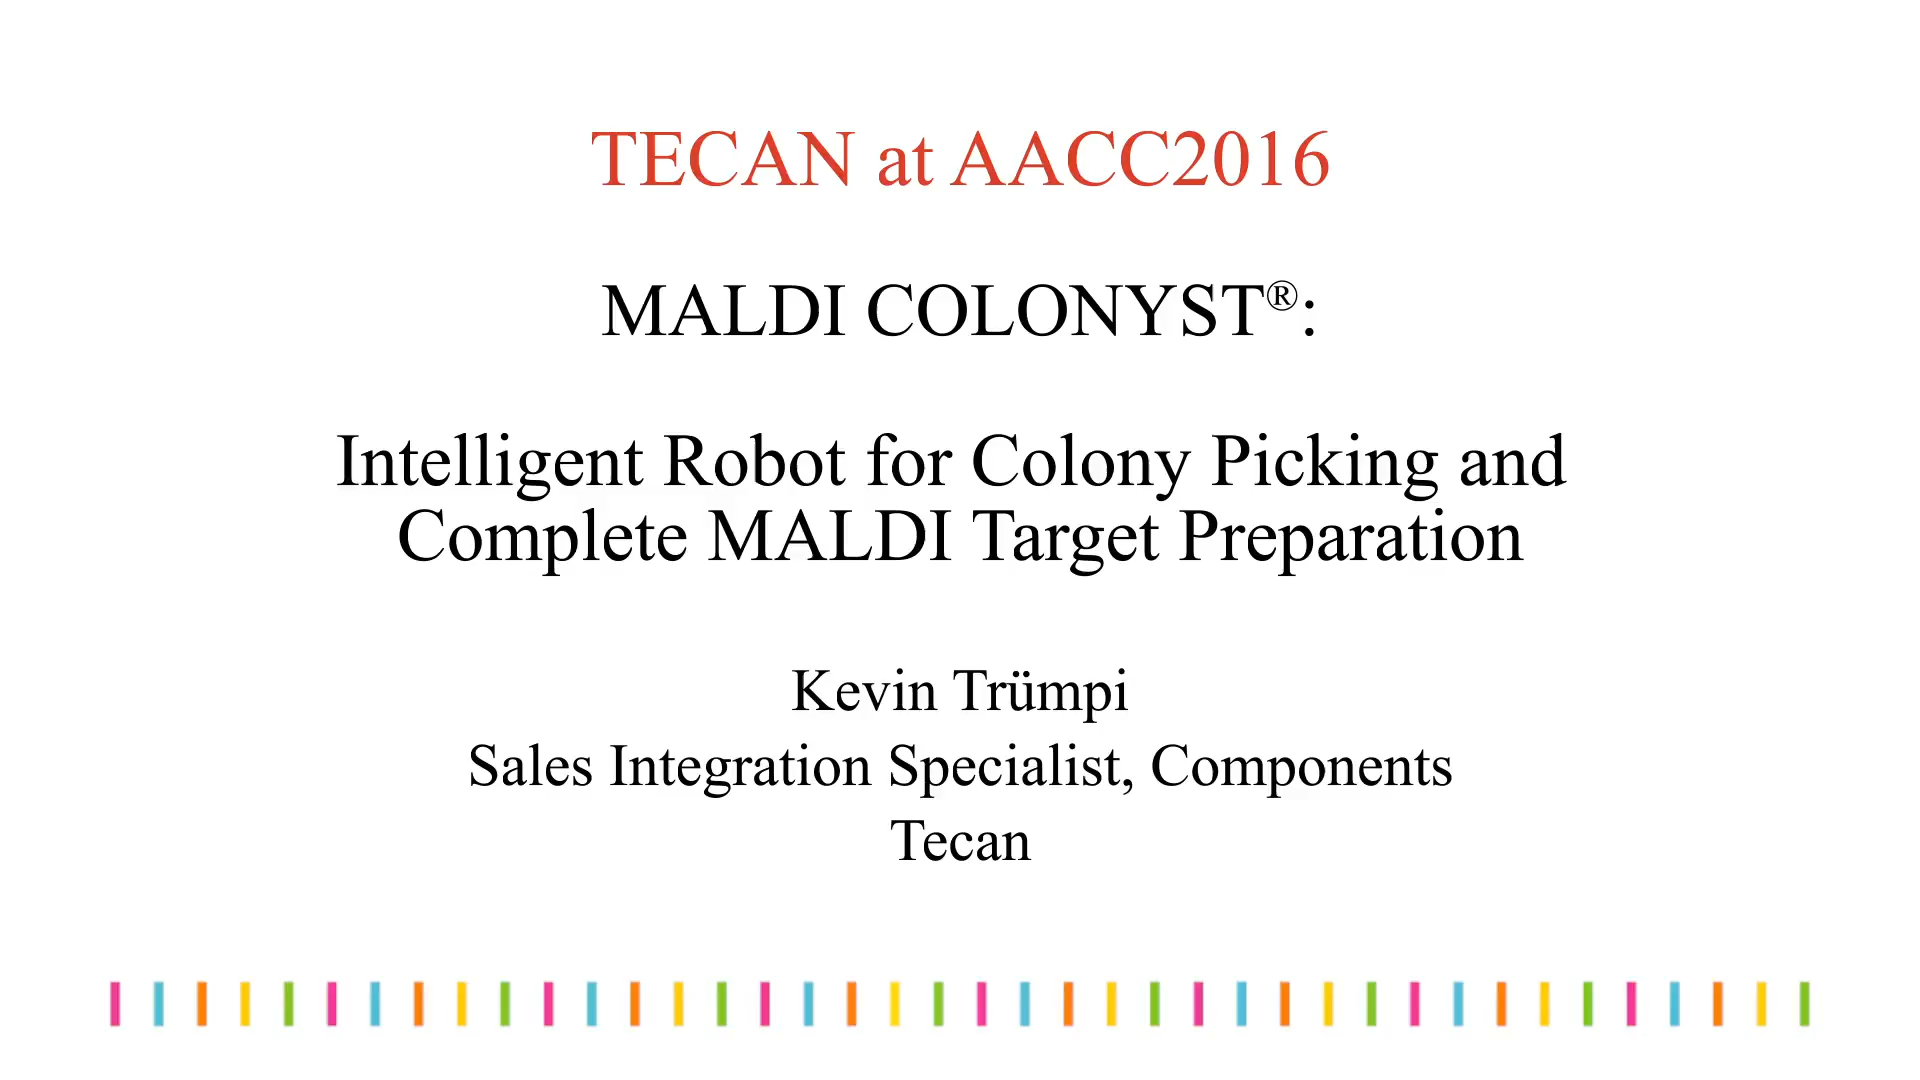 TECAN at AACC2016
MALDI COLONYST®:
Intelligent Robot for Colony Picking and
Complete MALDI Target Preparation
Kevin Trümpi
Sales Integration Specialist, Components
Tecan